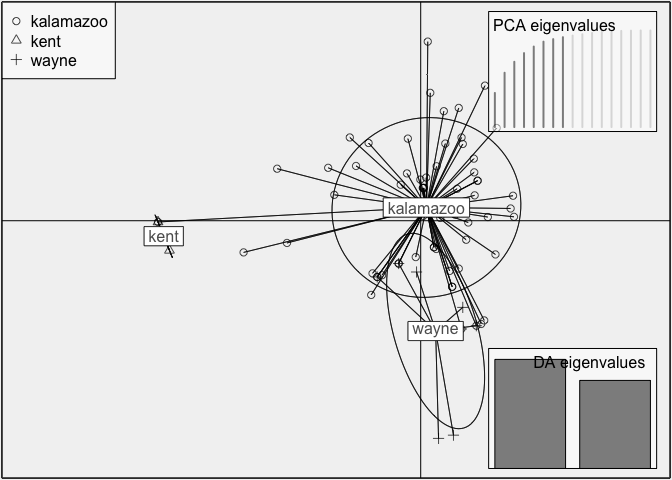 kalamazoo
kent
wayne
PCA eigenvalues
kalamazoo
kent
wayne
DA eigenvalues